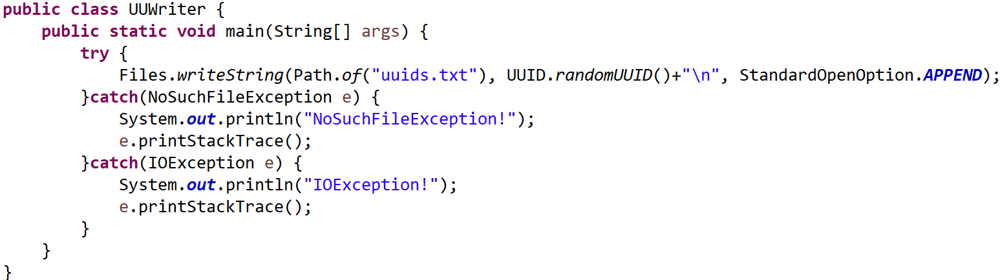 public class UUWriter {
    public static void main(String[] args) {
        try {
            Files.writeString(Path.of("uuids.txt"), UUID.randomUUID()+"\n", StandardOpenOption.APPEND);
        }catch(NoSuchFileException e) {
            System.out.println("NoSuchFileException!");
            e.printStackTrace();
        }catch(IOException e) {
            System.out.println("IOException!");
            e.printStackTrace();
        }
    }
}